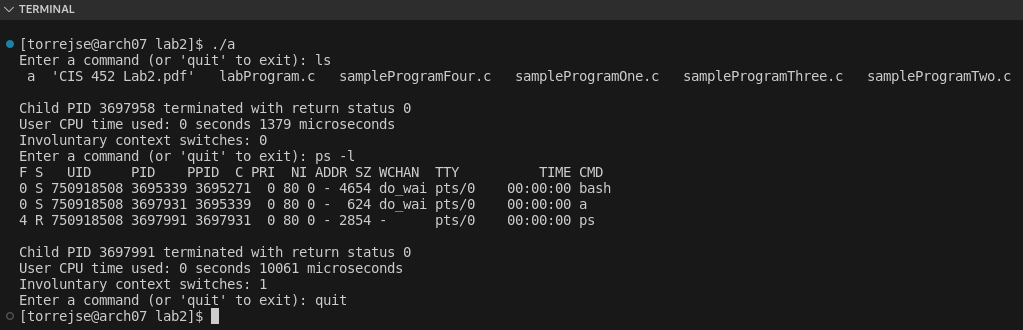 TERMINAL
[torrejse@arch07 lab2]$ ./a
Enter a command (or 'quit' to exit): ls
 a  'CIS 452 Lab2.pdf'   labProgram.c   sampleProgramFour.c   sampleProgramOne.c   sampleProgramThree.c   sampleProgramTwo.c
Child PID 3697958 terminated with return status 0
User CPU time used: 0 seconds 1379 microseconds
Involuntary context switches: 0
Enter a command (or 'quit' to exit): ps -l
F S   UID     PID    PPID  C PRI  NI ADDR SZ WCHAN  TTY          TIME CMD
0 S 750918508 3695339 3695271  0 80 0 - 4654 do_wai pts/0    00:00:00 bash
0 S 750918508 3697931 3695339  0 80 0 -  624 do_wai pts/0    00:00:00 a
4 R 750918508 3697991 3697931  0 80 0 - 2854 -      pts/0    00:00:00 ps
Child PID 3697991 terminated with return status 0
User CPU time used: 0 seconds 10061 microseconds
Involuntary context switches: 1
Enter a command (or 'quit' to exit): quit
[torrejse@arch07 lab2]$